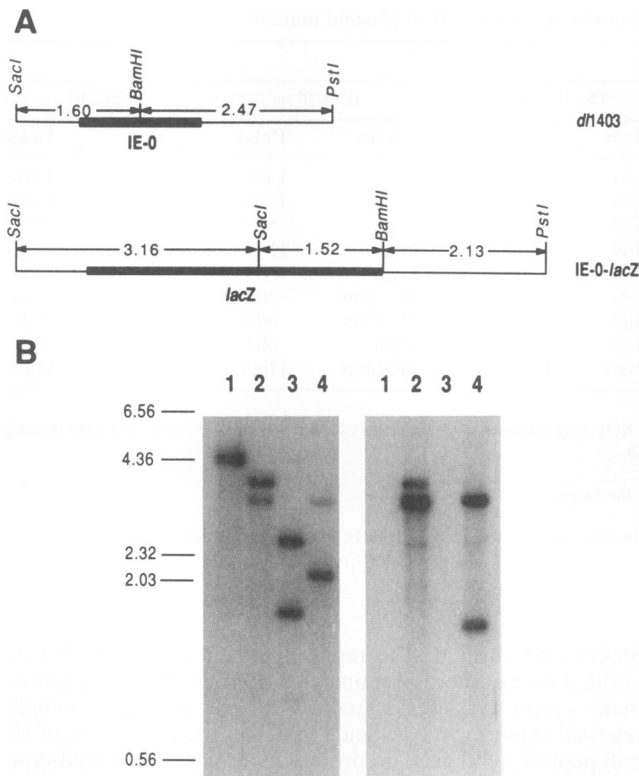 A
SacI
BamHI
PstI
1.60
2.47
IE-0
dl1403
SacI
SacI
BamHI
PstI
3.16
1.52
2.13
lacZ
IE-0-lacZ
B
1 2 3 4 1 2 3 4
6.56
4.36
2.32
2.03
0.56